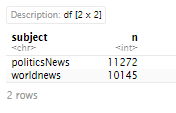 Description: df [2 x 2]
subject n
<chr> <int>
politicsNews 11272
worldnews 10145
2 rows